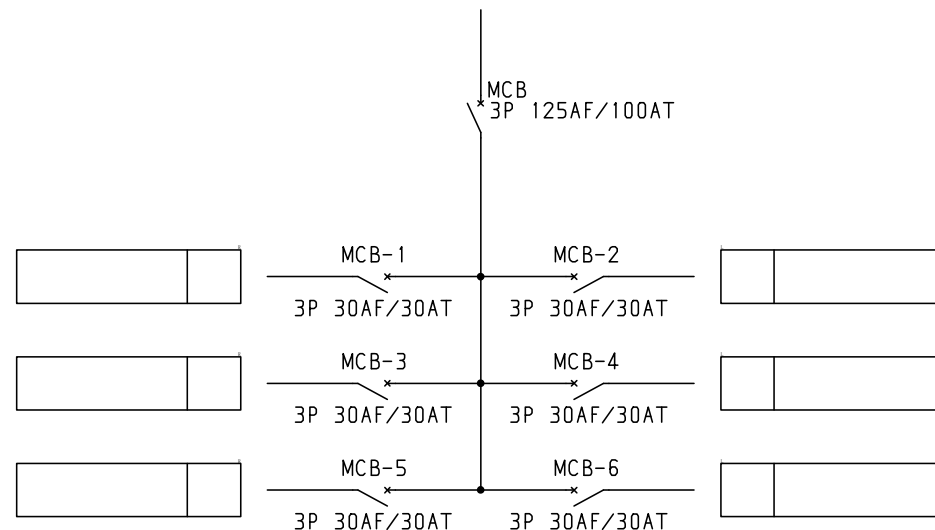 MCB
3P 125AF/100AT
MCB-1
MCB-2
3P 30AF/30AT
3P 30AF/30AT
MCB-3
MCB-4
3P 30AF/30AT
3P 30AF/30AT
MCB-5
MCB-6
3P 30AF/30AT
3P 30AF/30AT